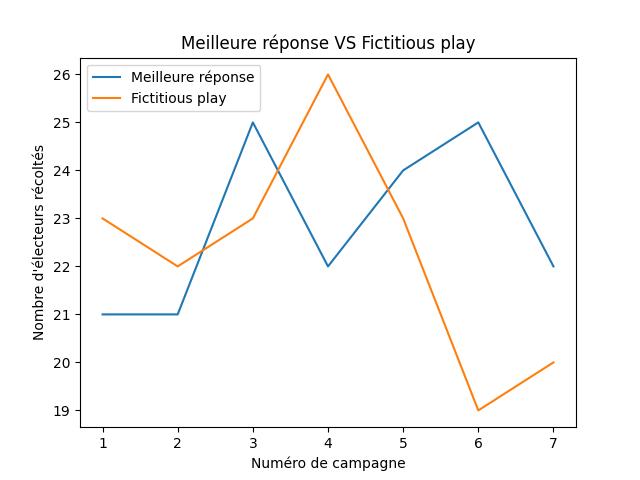 Meilleure réponse VS Fictitious play
Meilleure réponse
Fictitious play
Nombre d'électeurs récoltés
26
25
24
23
22
21
20
19
1 2 3 4 5 6 7
Numéro de campagne